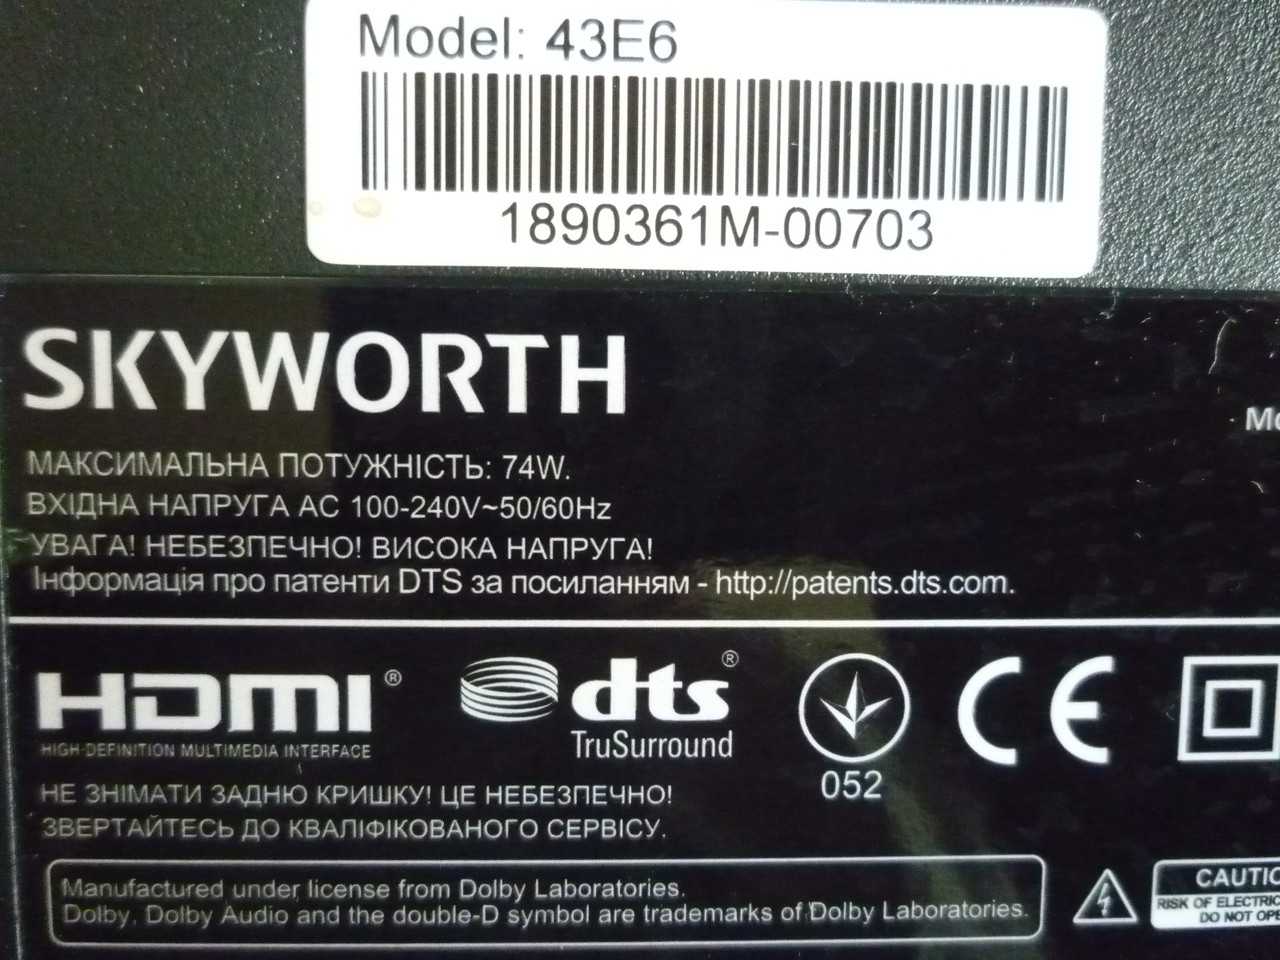 Model: 43E6
1890361M-00703
SKYWORTH
МАКСИМАЛЬНА ПОТУЖНІСТЬ: 74W.
ВХІДНА НАПРУГА AC 100-240V~50/60Hz
УВАГА! НЕБЕЗПЕЧНО! ВИСОКА НАПРУГА!
Інформація про патенти DTS за посиланням - http://patents.dts.com.
HDMI®
HIGH-DEFINITION MULTIMEDIA INTERFACE
dts®
TruSurround
052
CE
НЕ ЗНІМАТИ ЗАДНЮ КРИШКУ! ЦЕ НЕБЕЗПЕЧНО!
ЗВЕРТАЙТЕСЬ ДО КВАЛІФІКОВАНОГО СЕРВІСУ.
Manufactured under license from Dolby Laboratories.
Dolby, Dolby Audio and the double-D symbol are trademarks of Dolby Laboratories.
RISK OF
DO NOT